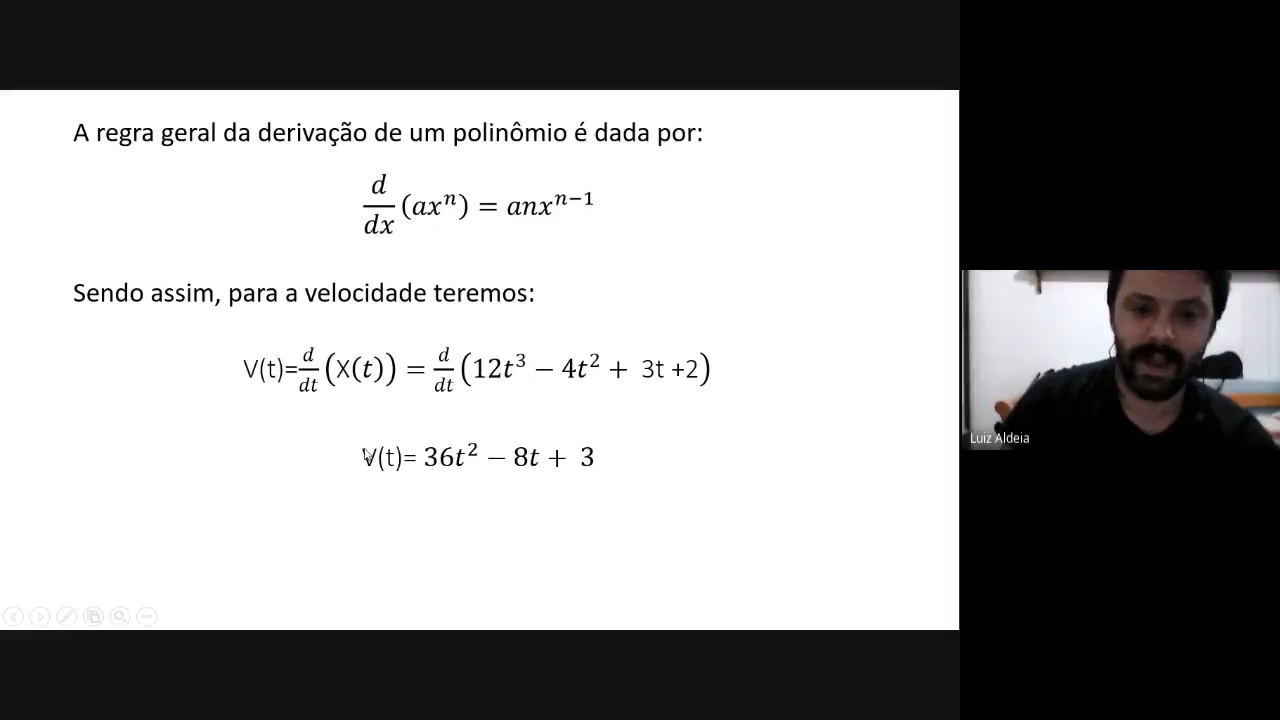 A regra geral da derivação de um polinômio é dada por:
d/dx (axⁿ) = anxⁿ⁻¹
Sendo assim, para a velocidade teremos:
V(t)= d/dt (X(t)) = d/dt (12t³ − 4t² + 3t +2)
V(t)= 36t² − 8t + 3
Luiz Aldeia